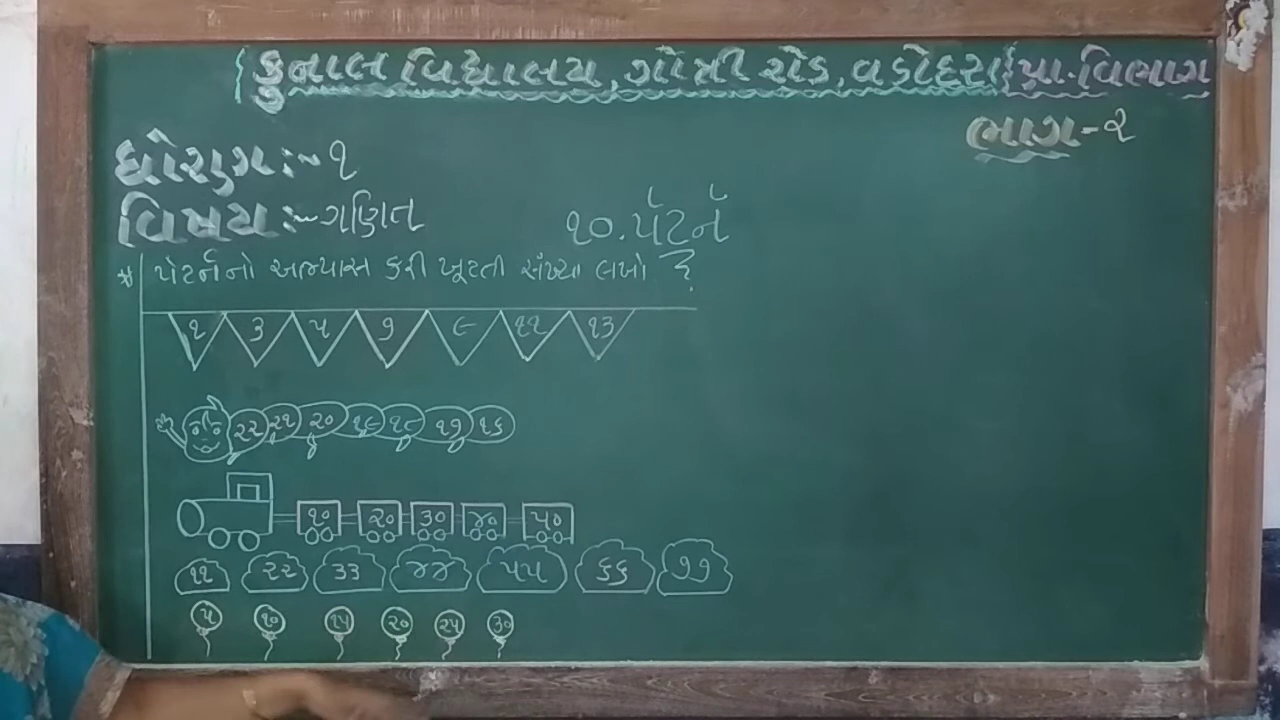 {કુનાલ વિદ્યાલય, ગોત્રી રોડ, વડોદરા} પ્રા. વિભાગ
ભાગ-૨
ધોરણ :- ૧
વિષય :- ગણિત
૧૦. પૅટર્ન
* પેટર્નનો અભ્યાસ કરી ખૂટતી સંખ્યા લખો
૧ ૩ ૫ ૭ ૯ ૧૧ ૧૩
૨૨ ૨૧ ૨૦ ૧૯ ૧૮ ૧૭ ૧૬
૧૦ ૨૦ ૩૦ ૪૦ ૫૦
૧૧ ૨૨ ૩૩ ૪૪ ૫૫ ૬૬ ૭૭
૫ ૧૦ ૧૫ ૨૦ ૨૫ ૩૦